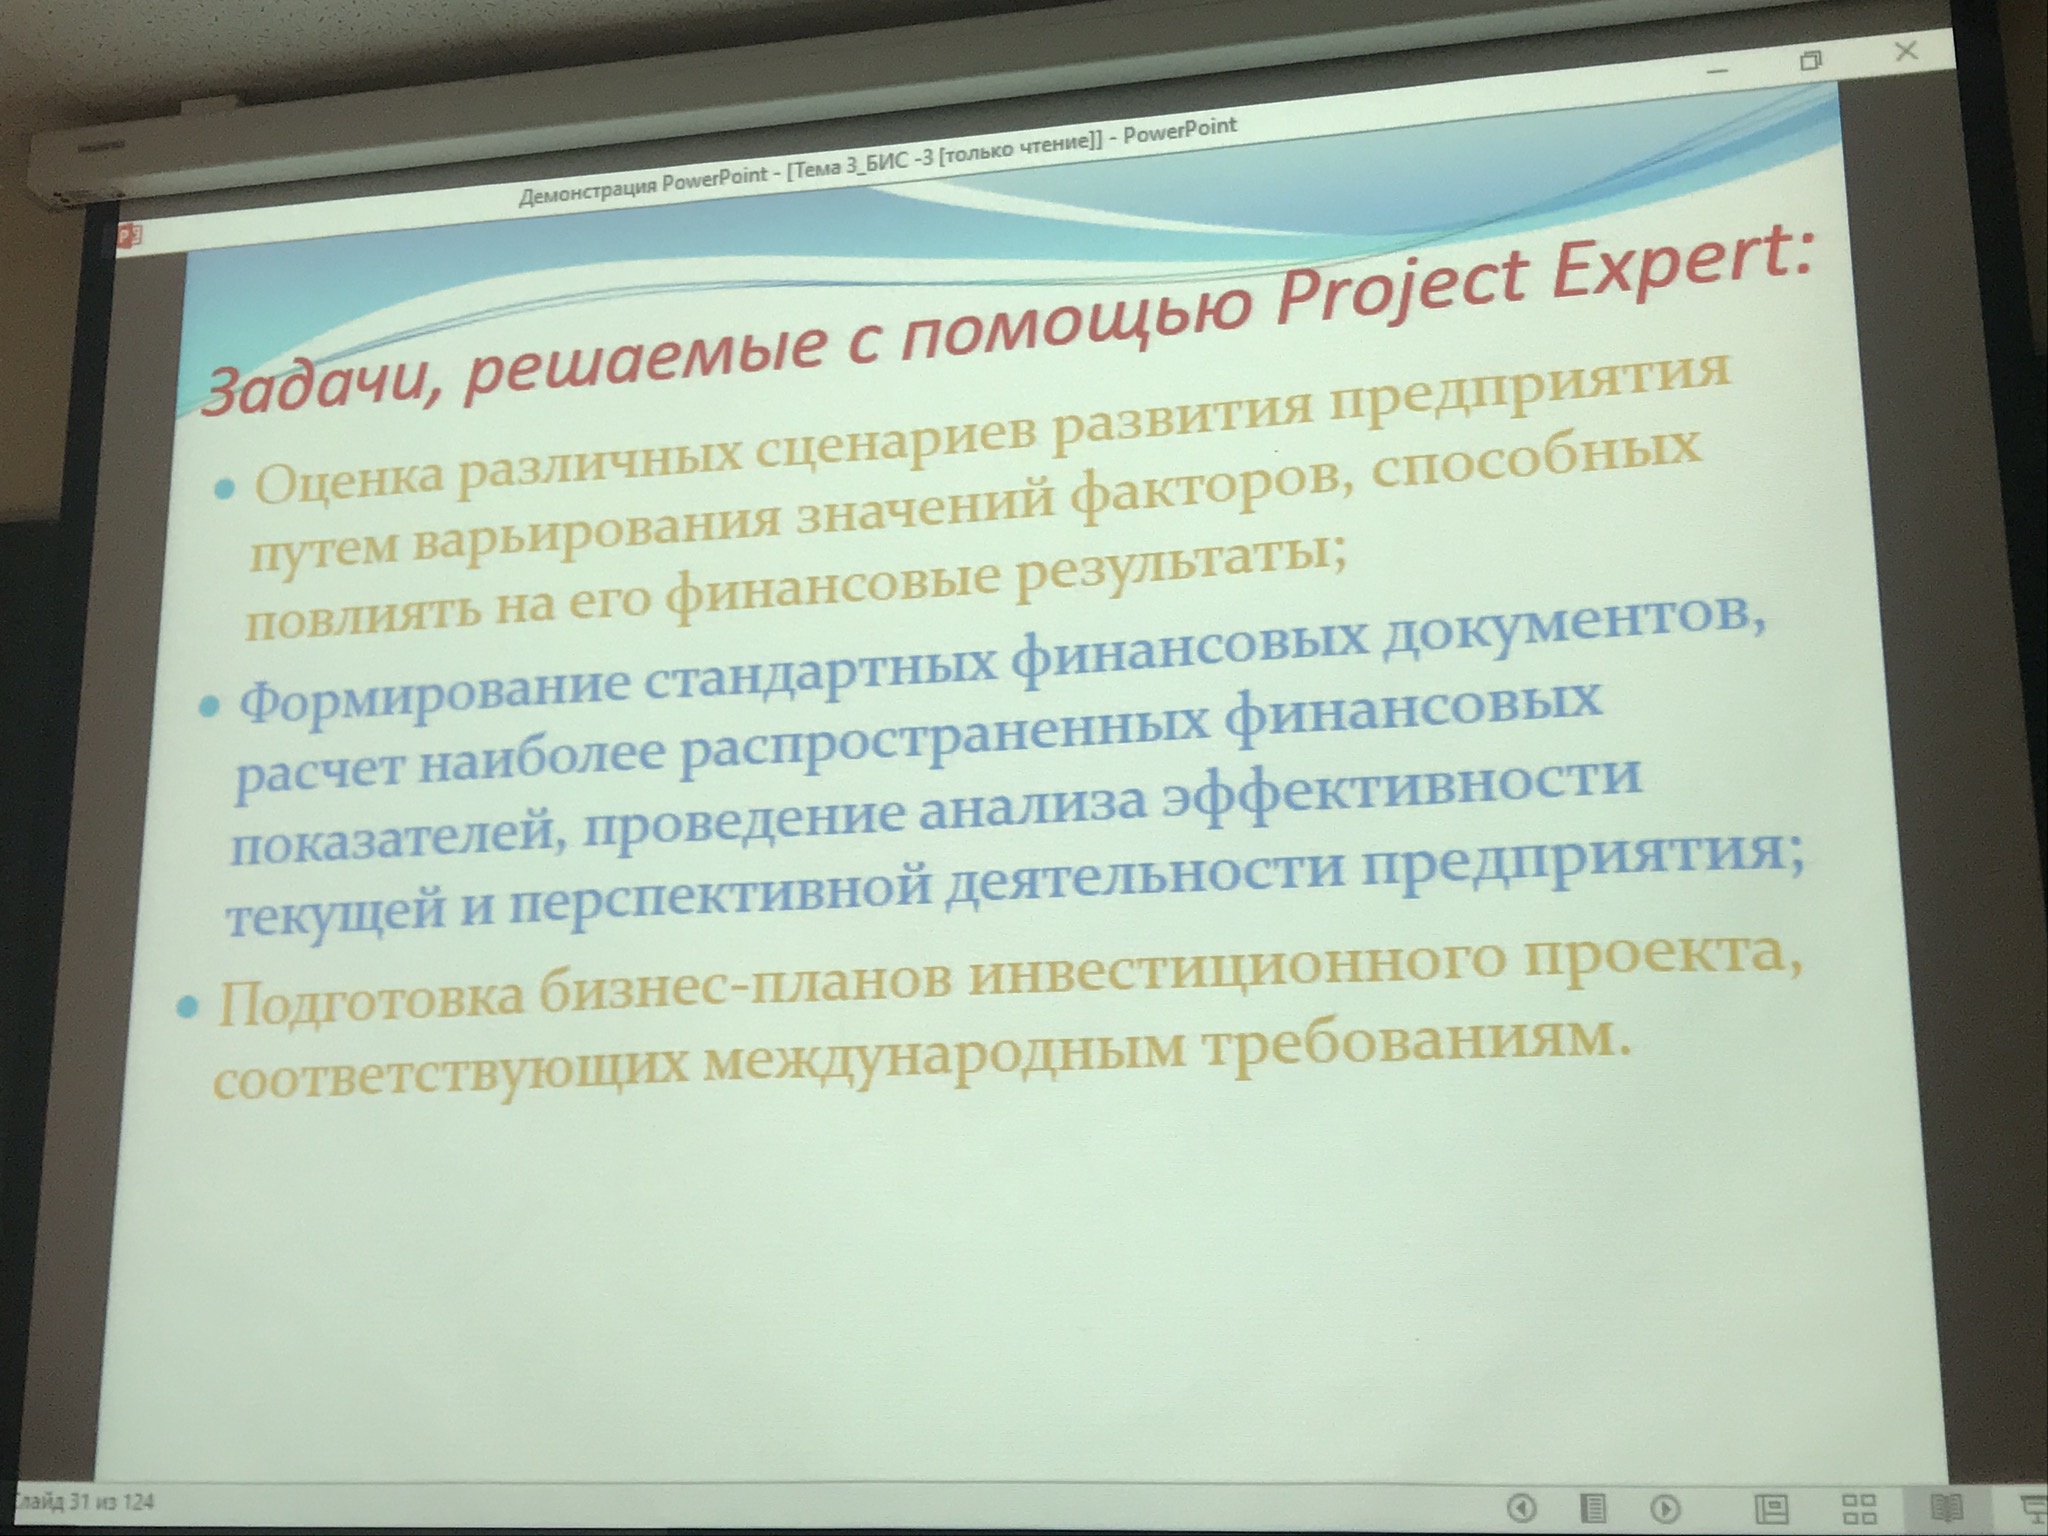 Демонстрация PowerPoint - [Тема 3_БИС -3 [только чтение]] - PowerPoint
Задачи, решаемые с помощью Project Expert:
• Оценка различных сценариев развития предприятия
путем варьирования значений факторов, способных
повлиять на его финансовые результаты;
• Формирование стандартных финансовых документов,
расчет наиболее распространенных финансовых
показателей, проведение анализа эффективности
текущей и перспективной деятельности предприятия;
• Подготовка бизнес-планов инвестиционного проекта,
соответствующих международным требованиям.
Слайд 31 из 124